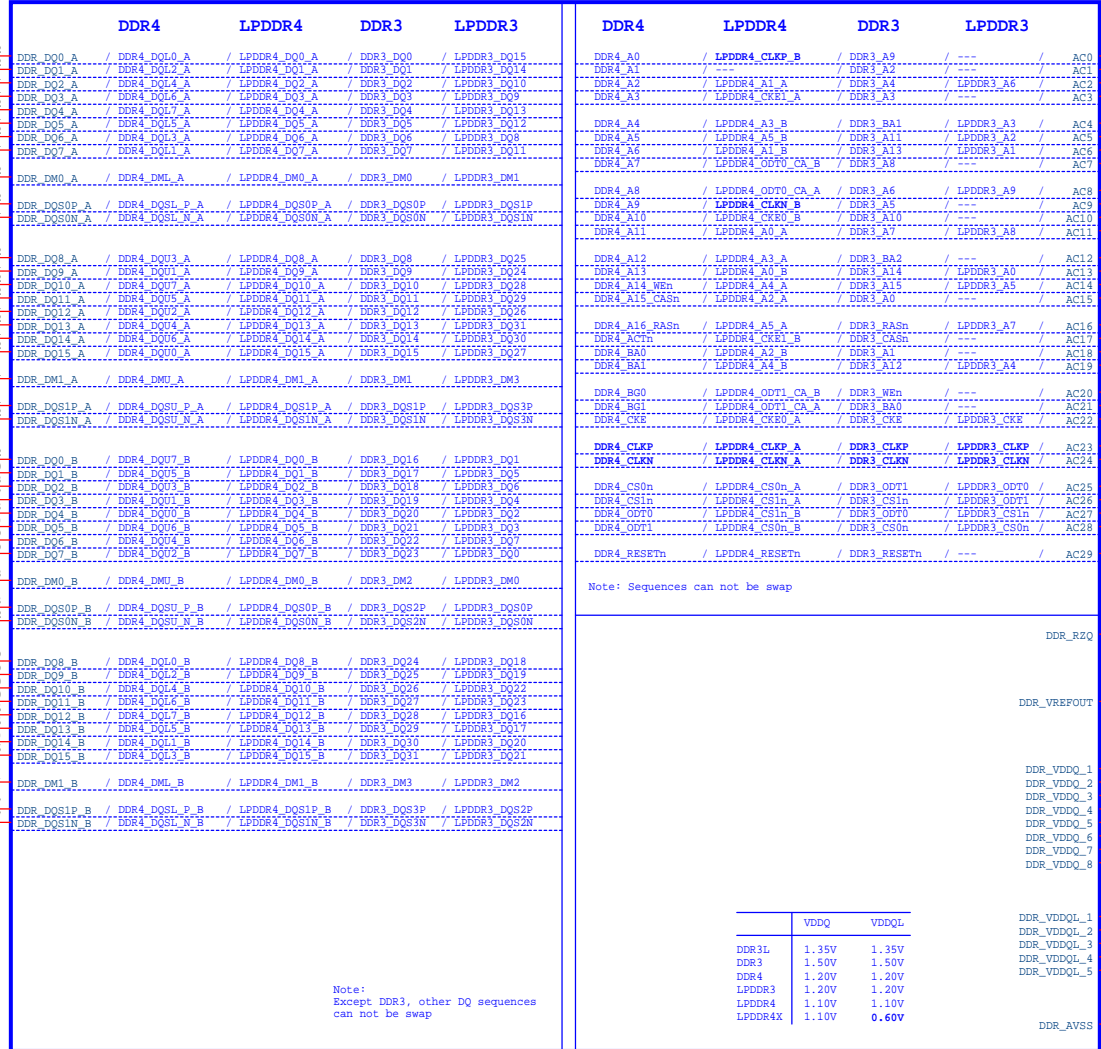 DDR4 LPDDR4 DDR3 LPDDR3
DDR_DQ0_A / DDR4_DQL0_A / LPDDR4_DQ0_A / DDR3_DQ0 / LPDDR3_DQ15
DDR_DQ1_A / DDR4_DQL2_A / LPDDR4_DQ1_A / DDR3_DQ1 / LPDDR3_DQ14
DDR_DQ2_A / DDR4_DQL4_A / LPDDR4_DQ2_A / DDR3_DQ2 / LPDDR3_DQ10
DDR_DQ3_A / DDR4_DQL6_A / LPDDR4_DQ3_A / DDR3_DQ3 / LPDDR3_DQ9
DDR_DQ4_A / DDR4_DQL7_A / LPDDR4_DQ4_A / DDR3_DQ4 / LPDDR3_DQ13
DDR_DQ5_A / DDR4_DQL5_A / LPDDR4_DQ5_A / DDR3_DQ5 / LPDDR3_DQ12
DDR_DQ6_A / DDR4_DQL3_A / LPDDR4_DQ6_A / DDR3_DQ6 / LPDDR3_DQ8
DDR_DQ7_A / DDR4_DQL1_A / LPDDR4_DQ7_A / DDR3_DQ7 / LPDDR3_DQ11
DDR_DM0_A / DDR4_DML_A / LPDDR4_DM0_A / DDR3_DM0 / LPDDR3_DM1
DDR_DQS0P_A / DDR4_DQSL_P_A / LPDDR4_DQS0P_A / DDR3_DQS0P / LPDDR3_DQS1P
DDR_DQS0N_A / DDR4_DQSL_N_A / LPDDR4_DQS0N_A / DDR3_DQS0N / LPDDR3_DQS1N
DDR_DQ8_A / DDR4_DQU3_A / LPDDR4_DQ8_A / DDR3_DQ8 / LPDDR3_DQ25
DDR_DQ9_A / DDR4_DQU1_A / LPDDR4_DQ9_A / DDR3_DQ9 / LPDDR3_DQ24
DDR_DQ10_A / DDR4_DQU7_A / LPDDR4_DQ10_A / DDR3_DQ10 / LPDDR3_DQ28
DDR_DQ11_A / DDR4_DQU5_A / LPDDR4_DQ11_A / DDR3_DQ11 / LPDDR3_DQ29
DDR_DQ12_A / DDR4_DQU2_A / LPDDR4_DQ12_A / DDR3_DQ12 / LPDDR3_DQ26
DDR_DQ13_A / DDR4_DQU4_A / LPDDR4_DQ13_A / DDR3_DQ13 / LPDDR3_DQ31
DDR_DQ14_A / DDR4_DQU6_A / LPDDR4_DQ14_A / DDR3_DQ14 / LPDDR3_DQ30
DDR_DQ15_A / DDR4_DQU0_A / LPDDR4_DQ15_A / DDR3_DQ15 / LPDDR3_DQ27
DDR_DM1_A / DDR4_DMU_A / LPDDR4_DM1_A / DDR3_DM1 / LPDDR3_DM3
DDR_DQS1P_A / DDR4_DQSU_P_A / LPDDR4_DQS1P_A / DDR3_DQS1P / LPDDR3_DQS3P
DDR_DQS1N_A / DDR4_DQSU_N_A / LPDDR4_DQS1N_A / DDR3_DQS1N / LPDDR3_DQS3N
DDR_DQ0_B / DDR4_DQU7_B / LPDDR4_DQ0_B / DDR3_DQ16 / LPDDR3_DQ1
DDR_DQ1_B / DDR4_DQU5_B / LPDDR4_DQ1_B / DDR3_DQ17 / LPDDR3_DQ5
DDR_DQ2_B / DDR4_DQU3_B / LPDDR4_DQ2_B / DDR3_DQ18 / LPDDR3_DQ6
DDR_DQ3_B / DDR4_DQU1_B / LPDDR4_DQ3_B / DDR3_DQ19 / LPDDR3_DQ4
DDR_DQ4_B / DDR4_DQU0_B / LPDDR4_DQ4_B / DDR3_DQ20 / LPDDR3_DQ2
DDR_DQ5_B / DDR4_DQU6_B / LPDDR4_DQ5_B / DDR3_DQ21 / LPDDR3_DQ3
DDR_DQ6_B / DDR4_DQU4_B / LPDDR4_DQ6_B / DDR3_DQ22 / LPDDR3_DQ7
DDR_DQ7_B / DDR4_DQU2_B / LPDDR4_DQ7_B / DDR3_DQ23 / LPDDR3_DQ0
DDR_DM0_B / DDR4_DMU_B / LPDDR4_DM0_B / DDR3_DM2 / LPDDR3_DM0
DDR_DQS0P_B / DDR4_DQSU_P_B / LPDDR4_DQS0P_B / DDR3_DQS2P / LPDDR3_DQS0P
DDR_DQS0N_B / DDR4_DQSU_N_B / LPDDR4_DQS0N_B / DDR3_DQS2N / LPDDR3_DQS0N
DDR_DQ8_B / DDR4_DQL0_B / LPDDR4_DQ8_B / DDR3_DQ24 / LPDDR3_DQ18
DDR_DQ9_B / DDR4_DQL2_B / LPDDR4_DQ9_B / DDR3_DQ25 / LPDDR3_DQ19
DDR_DQ10_B / DDR4_DQL4_B / LPDDR4_DQ10_B / DDR3_DQ26 / LPDDR3_DQ22
DDR_DQ11_B / DDR4_DQL6_B / LPDDR4_DQ11_B / DDR3_DQ27 / LPDDR3_DQ23
DDR_DQ12_B / DDR4_DQL7_B / LPDDR4_DQ12_B / DDR3_DQ28 / LPDDR3_DQ16
DDR_DQ13_B / DDR4_DQL5_B / LPDDR4_DQ13_B / DDR3_DQ29 / LPDDR3_DQ17
DDR_DQ14_B / DDR4_DQL1_B / LPDDR4_DQ14_B / DDR3_DQ30 / LPDDR3_DQ20
DDR_DQ15_B / DDR4_DQL3_B / LPDDR4_DQ15_B / DDR3_DQ31 / LPDDR3_DQ21
DDR_DM1_B / DDR4_DML_B / LPDDR4_DM1_B / DDR3_DM3 / LPDDR3_DM2
DDR_DQS1P_B / DDR4_DQSL_P_B / LPDDR4_DQS1P_B / DDR3_DQS3P / LPDDR3_DQS2P
DDR_DQS1N_B / DDR4_DQSL_N_B / LPDDR4_DQS1N_B / DDR3_DQS3N / LPDDR3_DQS2N
Note:
Except DDR3, other DQ sequences
can not be swap
DDR4 LPDDR4 DDR3 LPDDR3
DDR4_A0 / LPDDR4_CLKP_B / DDR3_A9 / --- / AC0
DDR4_A1 / --- / DDR3_A2 / --- / AC1
DDR4_A2 / LPDDR4_A1_A / DDR3_A4 / LPDDR3_A6 / AC2
DDR4_A3 / LPDDR4_CKE1_A / DDR3_A3 / --- / AC3
DDR4_A4 / LPDDR4_A3_B / DDR3_BA1 / LPDDR3_A3 / AC4
DDR4_A5 / LPDDR4_A5_B / DDR3_A11 / LPDDR3_A2 / AC5
DDR4_A6 / LPDDR4_A1_B / DDR3_A13 / LPDDR3_A1 / AC6
DDR4_A7 / LPDDR4_ODT0_CA_B / DDR3_A8 / --- / AC7
DDR4_A8 / LPDDR4_ODT0_CA_A / DDR3_A6 / LPDDR3_A9 / AC8
DDR4_A9 / LPDDR4_CLKN_B / DDR3_A5 / --- / AC9
DDR4_A10 / LPDDR4_CKE0_B / DDR3_A10 / --- / AC10
DDR4_A11 / LPDDR4_A0_A / DDR3_A7 / LPDDR3_A8 / AC11
DDR4_A12 / LPDDR4_A3_A / DDR3_BA2 / --- / AC12
DDR4_A13 / LPDDR4_A0_B / DDR3_A14 / LPDDR3_A0 / AC13
DDR4_A14_WEn / LPDDR4_A4_A / DDR3_A15 / LPDDR3_A5 / AC14
DDR4_A15_CASn / LPDDR4_A2_A / DDR3_A0 / --- / AC15
DDR4_A16_RASn / LPDDR4_A5_A / DDR3_RASn / LPDDR3_A7 / AC16
DDR4_ACTn / LPDDR4_CKE1_B / DDR3_CASn / --- / AC17
DDR4_BA0 / LPDDR4_A2_B / DDR3_A1 / --- / AC18
DDR4_BA1 / LPDDR4_A4_B / DDR3_A12 / LPDDR3_A4 / AC19
DDR4_BG0 / LPDDR4_ODT1_CA_B / DDR3_WEn / --- / AC20
DDR4_BG1 / LPDDR4_ODT1_CA_A / DDR3_BA0 / --- / AC21
DDR4_CKE / LPDDR4_CKE0_A / DDR3_CKE / LPDDR3_CKE / AC22
DDR4_CLKP / LPDDR4_CLKP_A / DDR3_CLKP / LPDDR3_CLKP / AC23
DDR4_CLKN / LPDDR4_CLKN_A / DDR3_CLKN / LPDDR3_CLKN / AC24
DDR4_CS0n / LPDDR4_CS0n_A / DDR3_ODT1 / LPDDR3_ODT0 / AC25
DDR4_CS1n / LPDDR4_CS1n_A / DDR3_CS1n / LPDDR3_ODT1 / AC26
DDR4_ODT0 / LPDDR4_CS1n_B / DDR3_ODT0 / LPDDR3_CS1n / AC27
DDR4_ODT1 / LPDDR4_CS0n_B / DDR3_CS0n / LPDDR3_CS0n / AC28
DDR4_RESETn / LPDDR4_RESETn / DDR3_RESETn / --- / AC29
Note: Sequences can not be swap
DDR_RZQ
DDR_VREFOUT
DDR_VDDQ_1
DDR_VDDQ_2
DDR_VDDQ_3
DDR_VDDQ_4
DDR_VDDQ_5
DDR_VDDQ_6
DDR_VDDQ_7
DDR_VDDQ_8
DDR_VDDQL_1
DDR_VDDQL_2
DDR_VDDQL_3
DDR_VDDQL_4
DDR_VDDQL_5
VDDQ VDDQL
DDR3L 1.35V 1.35V
DDR3 1.50V 1.50V
DDR4 1.20V 1.20V
LPDDR3 1.20V 1.20V
LPDDR4 1.10V 1.10V
LPDDR4X 1.10V 0.60V
DDR_AVSS